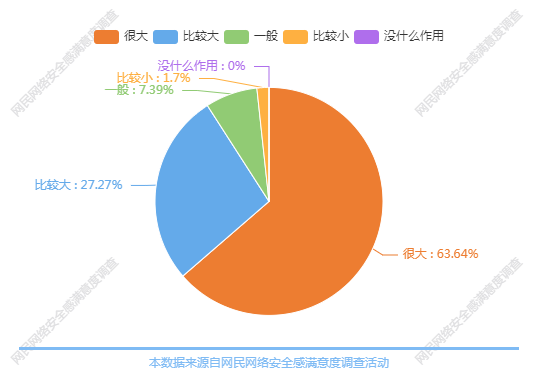 很大 比较大 一般 比较小 没什么作用
没什么作用 : 0%
比较小 : 1.7%
一般 : 7.39%
比较大 : 27.27%
很大 : 63.64%
网民网络安全感满意度调查
网民网络安全感满意度调查
网民网络安全感满意度调查
网民网络安全感满意度调查
本数据来源自网民网络安全感满意度调查活动